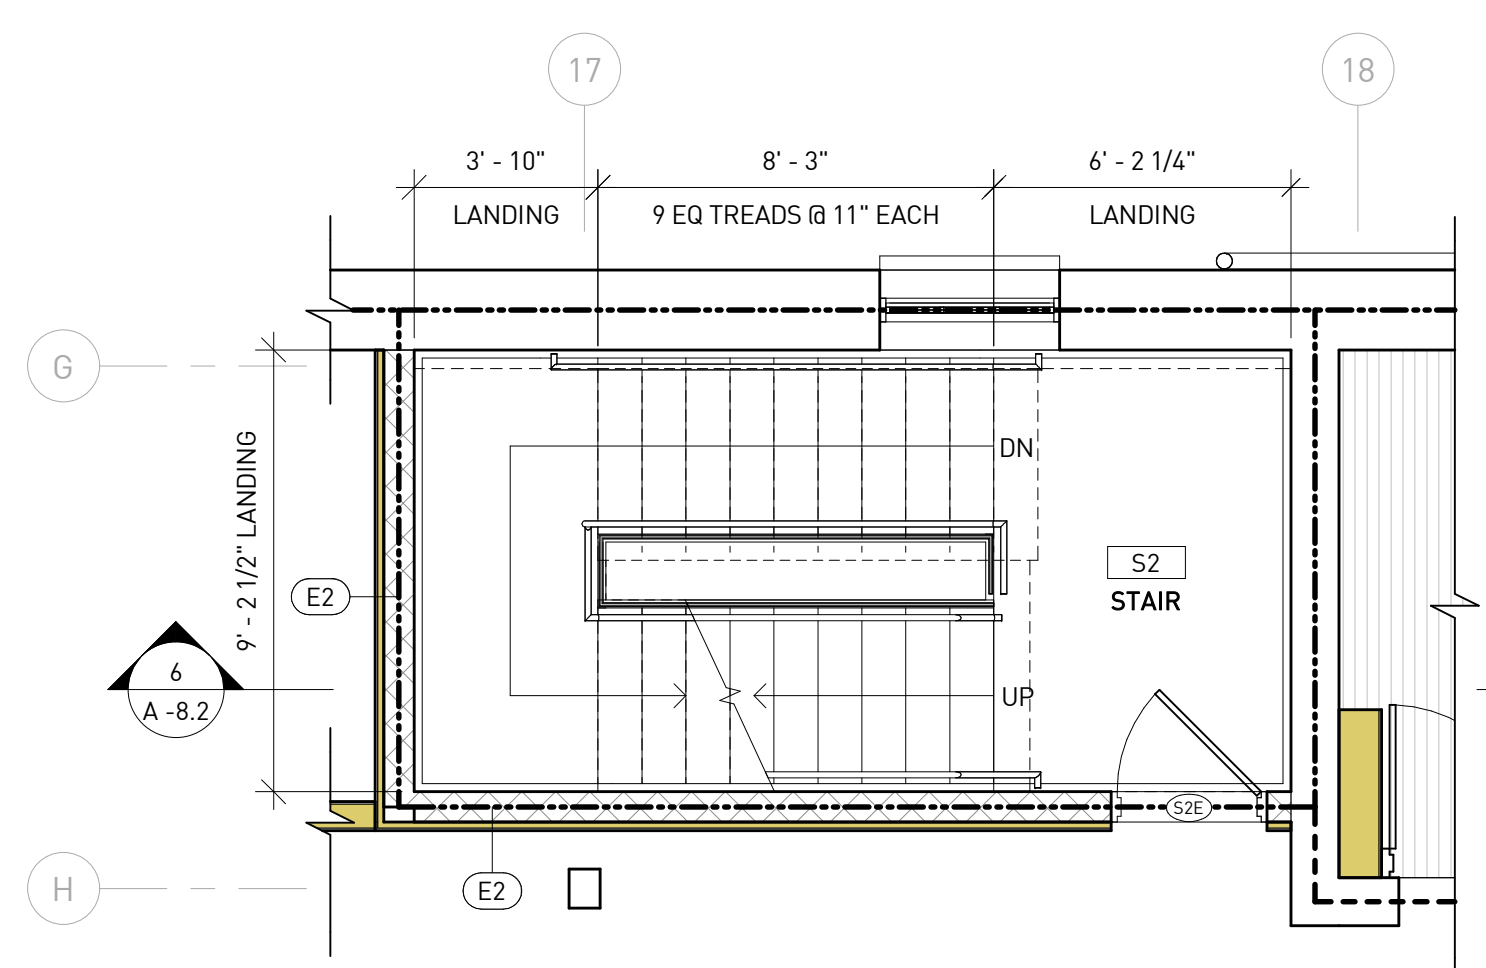 17
18
3' - 10"
8' - 3"
6' - 2 1/4"
LANDING
9 EQ TREADS @ 11" EACH
LANDING
G
9' - 2 1/2" LANDING
DN
S2
STAIR
E2
6
A -8.2
UP
S2E
H
E2